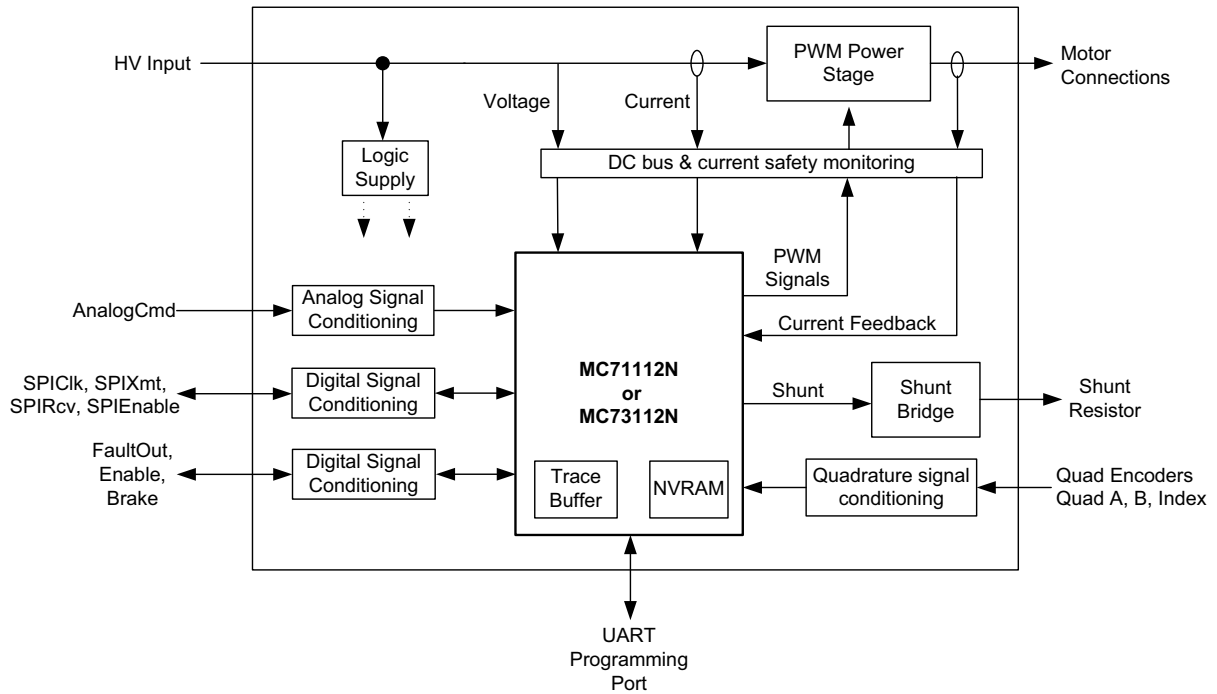 HV Input
PWM Power
Stage
Motor
Connections
Voltage
Current
Logic
Supply
DC bus & current safety monitoring
PWM
Signals
AnalogCmd
Analog Signal
Conditioning
Current Feedback
MC71112N
or
MC73112N
SPIClk, SPIXmt,
SPIRcv, SPIEnable
Digital Signal
Conditioning
Shunt
Shunt
Bridge
Shunt
Resistor
FaultOut,
Enable,
Brake
Digital Signal
Conditioning
Trace
Buffer
NVRAM
Quadrature signal
conditioning
Quad Encoders
Quad A, B, Index
UART
Programming
Port